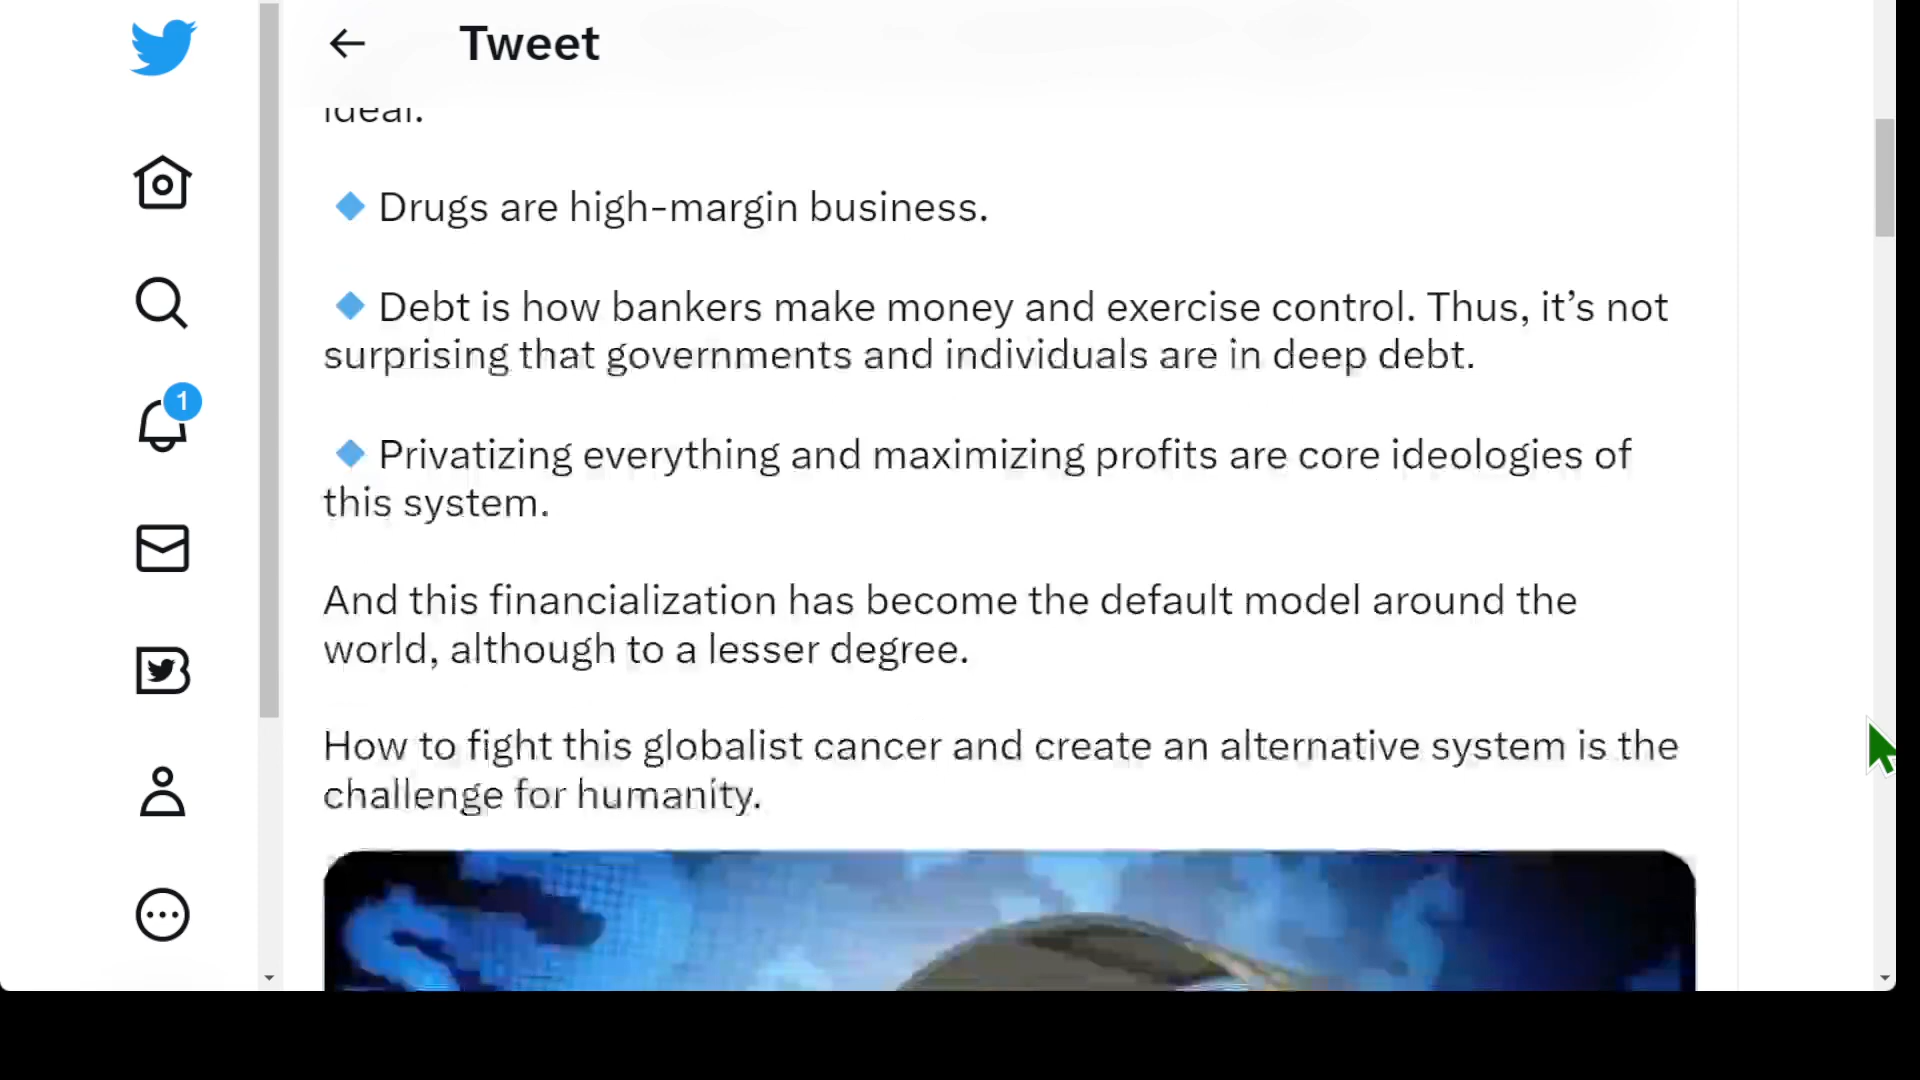 Tweet
ideal.
🔹 Drugs are high-margin business.
🔹 Debt is how bankers make money and exercise control. Thus, it’s not
surprising that governments and individuals are in deep debt.
1
🔹 Privatizing everything and maximizing profits are core ideologies of
this system.
And this financialization has become the default model around the
world, although to a lesser degree.
How to fight this globalist cancer and create an alternative system is the
challenge for humanity.